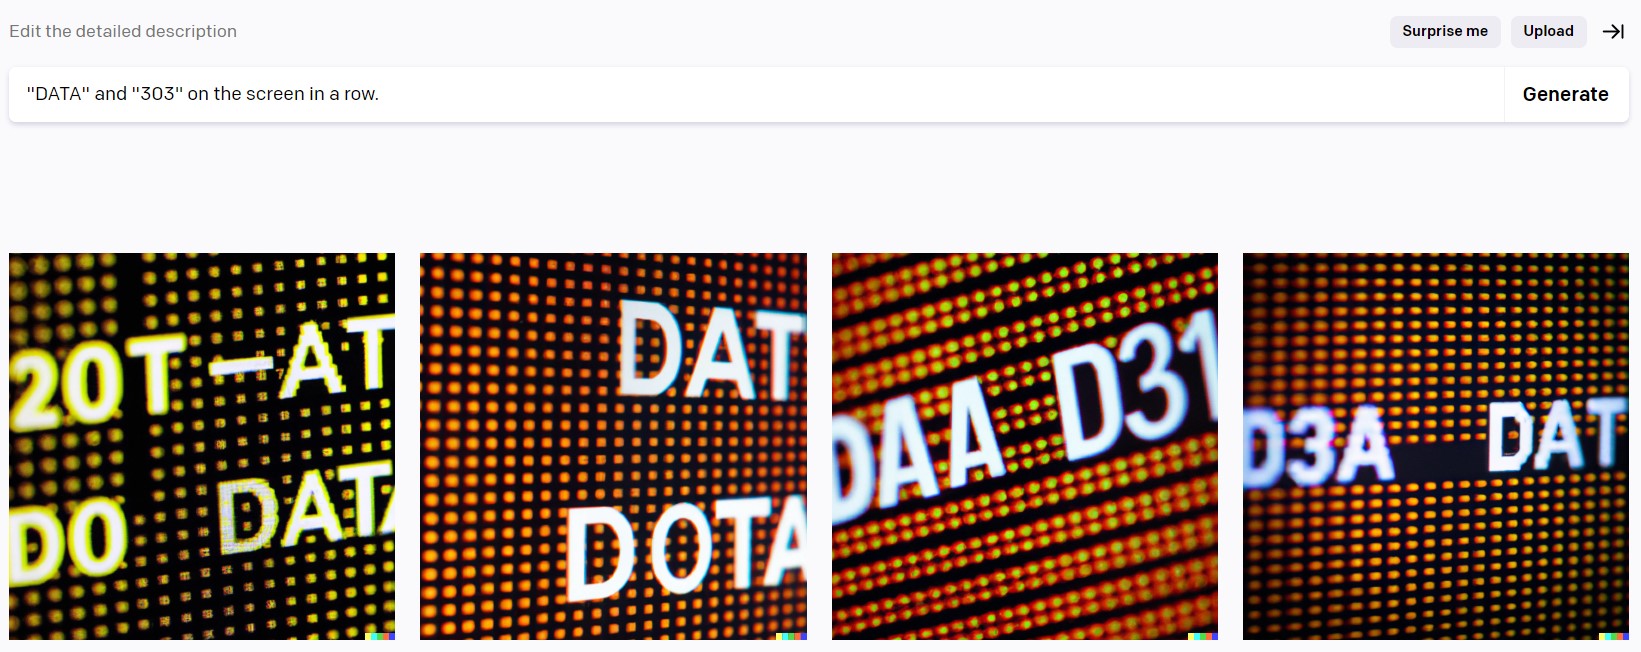 Edit the detailed description
Surprise me
Upload
"DATA" and "303" on the screen in a row.
Generate
20T —AT
DO DATA
DAT
DOTA
DAA D31
D3A DAT